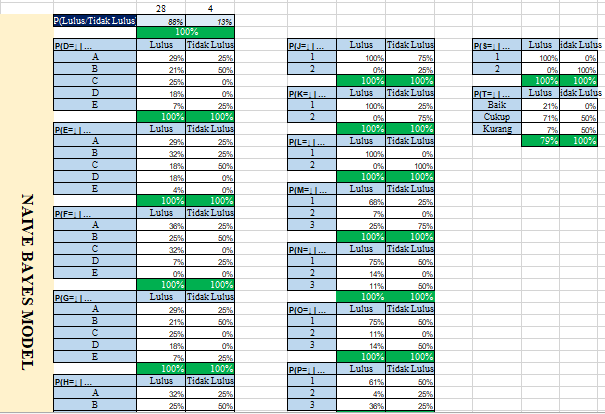 28 4
P(Lulus/Tidak Lulus 88% 13%
100%
P(D=↓|... Lulus Tidak Lulus
A 29% 25%
B 21% 50%
C 25% 0%
D 18% 0%
E 7% 25%
100% 100%
P(E=↓|... Lulus Tidak Lulus
A 29% 25%
B 32% 25%
C 18% 50%
D 18% 0%
E 4% 0%
100% 100%
P(F=↓|... Lulus Tidak Lulus
A 36% 25%
B 25% 50%
C 32% 0%
D 7% 25%
E 0% 0%
100% 100%
P(G=↓|... Lulus Tidak Lulus
A 29% 25%
B 21% 50%
C 25% 0%
D 18% 0%
E 7% 25%
100% 100%
P(H=↓|... Lulus Tidak Lulus
A 32% 25%
B 25% 50%
P(J=↓|... Lulus Tidak Lulus
1 100% 75%
2 0% 25%
100% 100%
P(K=↓|... Lulus Tidak Lulus
1 100% 25%
2 0% 75%
100% 100%
P(L=↓|... Lulus Tidak Lulus
1 100% 0%
2 0% 100%
100% 100%
P(M=↓|... Lulus Tidak Lulus
1 68% 25%
2 7% 0%
3 25% 75%
100% 100%
P(N=↓|... Lulus Tidak Lulus
1 75% 50%
2 14% 0%
3 11% 50%
100% 100%
P(O=↓|... Lulus Tidak Lulus
1 75% 50%
2 11% 0%
3 14% 50%
100% 100%
P(P=↓|... Lulus Tidak Lulus
1 61% 50%
2 4% 25%
3 36% 25%
P(S=↓|... Lulus idak Lulus
1 100% 0%
2 0% 100%
100% 100%
P(T=↓|... Lulus idak Lulus
Baik 21% 0%
Cukup 71% 50%
Kurang 7% 50%
79% 100%
NAIVE BAYES MODEL